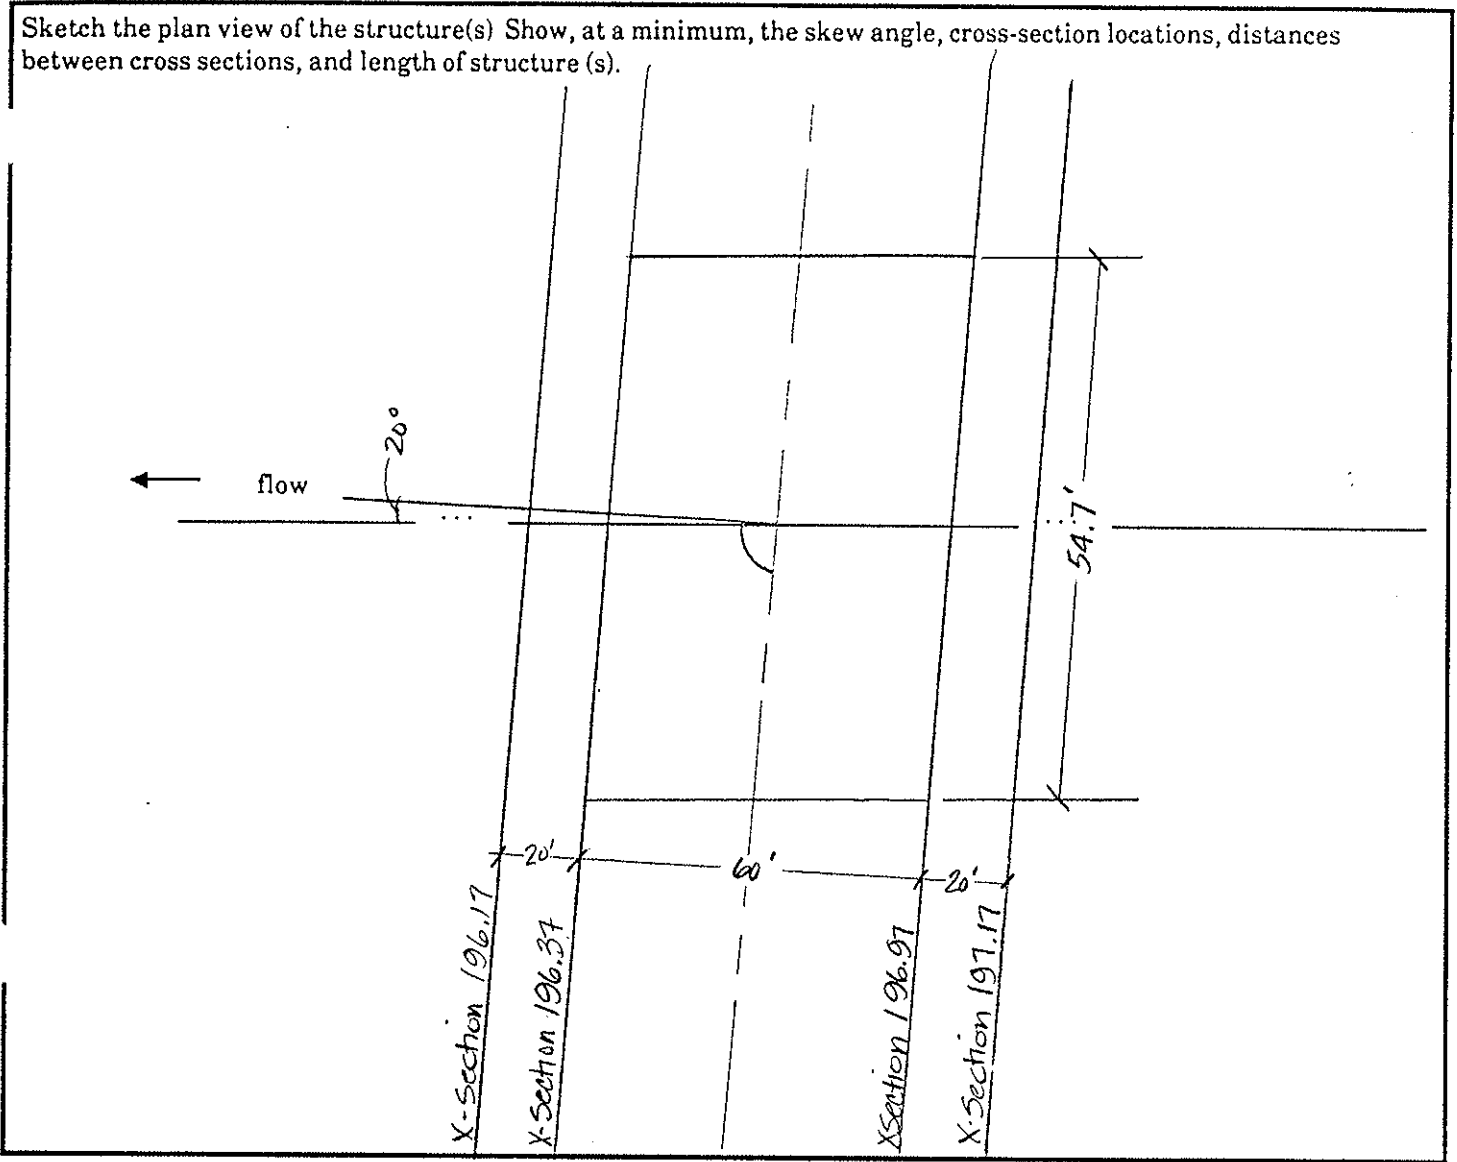 Sketch the plan view of the structure(s) Show, at a minimum, the skew angle, cross-section locations, distances
between cross sections, and length of structure (s).
20°
flow
54.7'
20'
60'
20'
X-Section 196.17
X-Section 196.37
XSection 196.97
X-Section 197.17